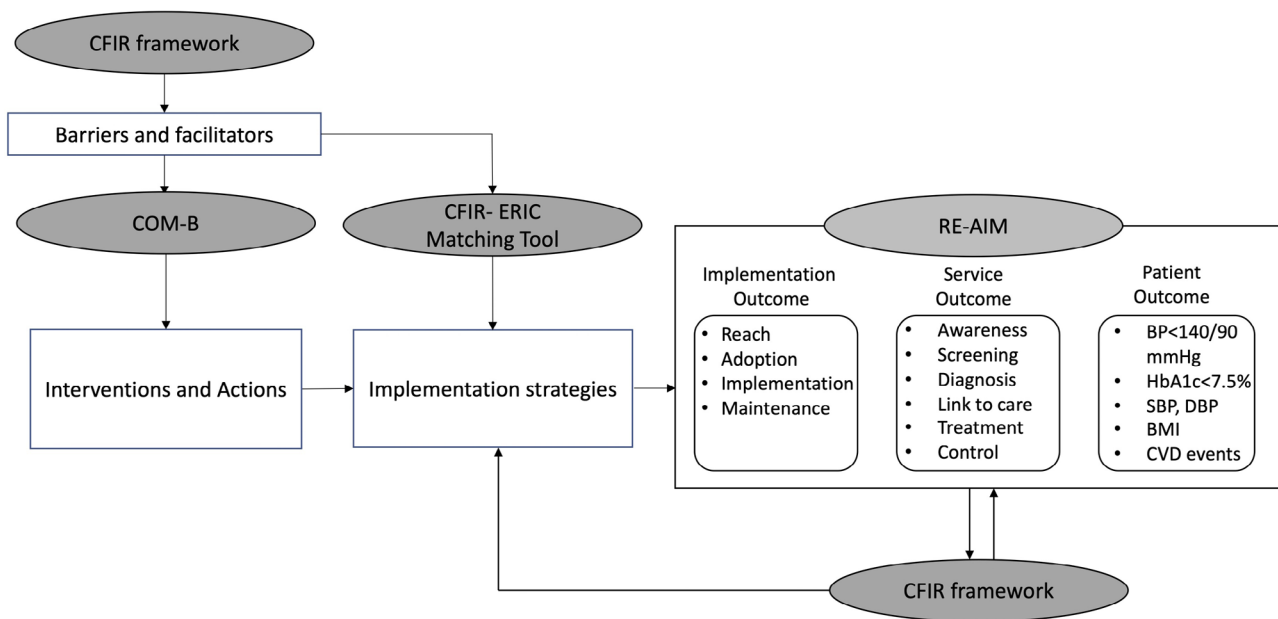 CFIR framework
Barriers and facilitators
COM-B
CFIR- ERIC
Matching Tool
Interventions and Actions
Implementation strategies
RE-AIM
Implementation
Outcome
• Reach
• Adoption
• Implementation
• Maintenance
Service
Outcome
• Awareness
• Screening
• Diagnosis
• Link to care
• Treatment
• Control
Patient
Outcome
• BP<140/90
mmHg
• HbA1c<7.5%
• SBP, DBP
• BMI
• CVD events
CFIR framework